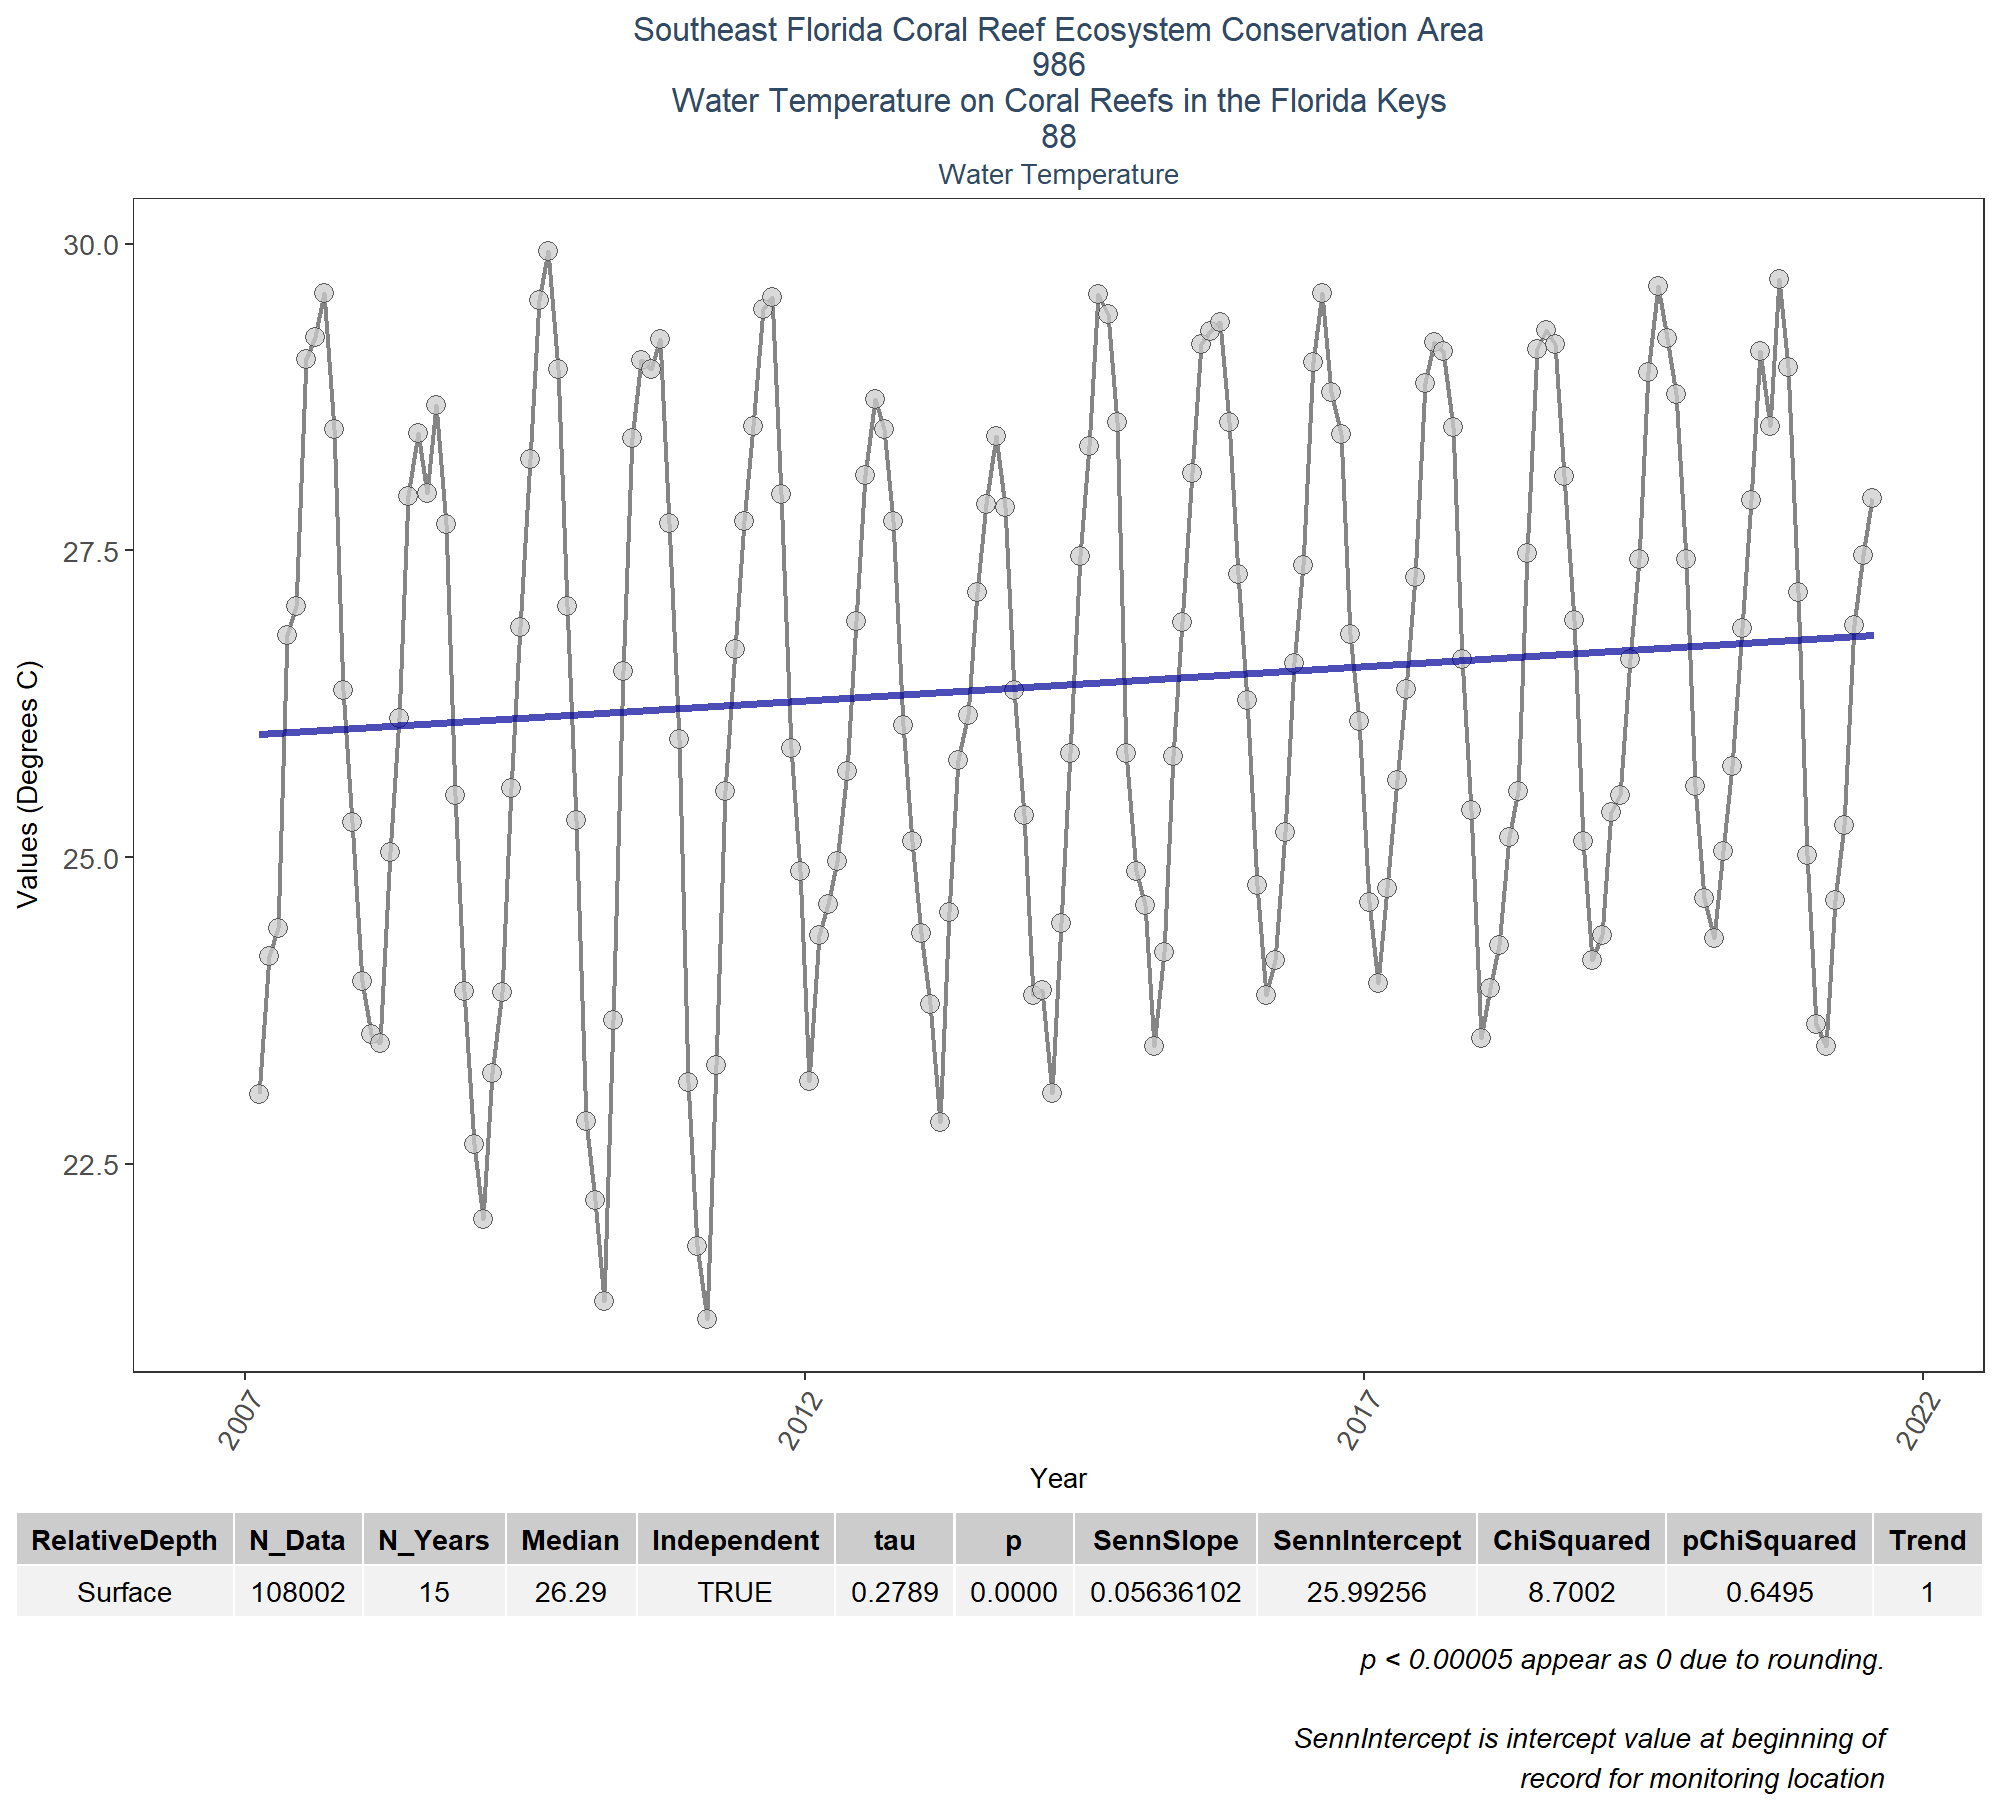 Southeast Florida Coral Reef Ecosystem Conservation Area
986
Water Temperature on Coral Reefs in the Florida Keys
88
Water Temperature
Values (Degrees C)
30.0
27.5
25.0
22.5
2007
2012
2017
2022
Year
RelativeDepth N_Data N_Years Median Independent tau p SennSlope SennIntercept ChiSquared pChiSquared Trend
Surface 108002 15 26.29 TRUE 0.2789 0.0000 0.05636102 25.99256 8.7002 0.6495 1
p < 0.00005 appear as 0 due to rounding.
SennIntercept is intercept value at beginning of
record for monitoring location